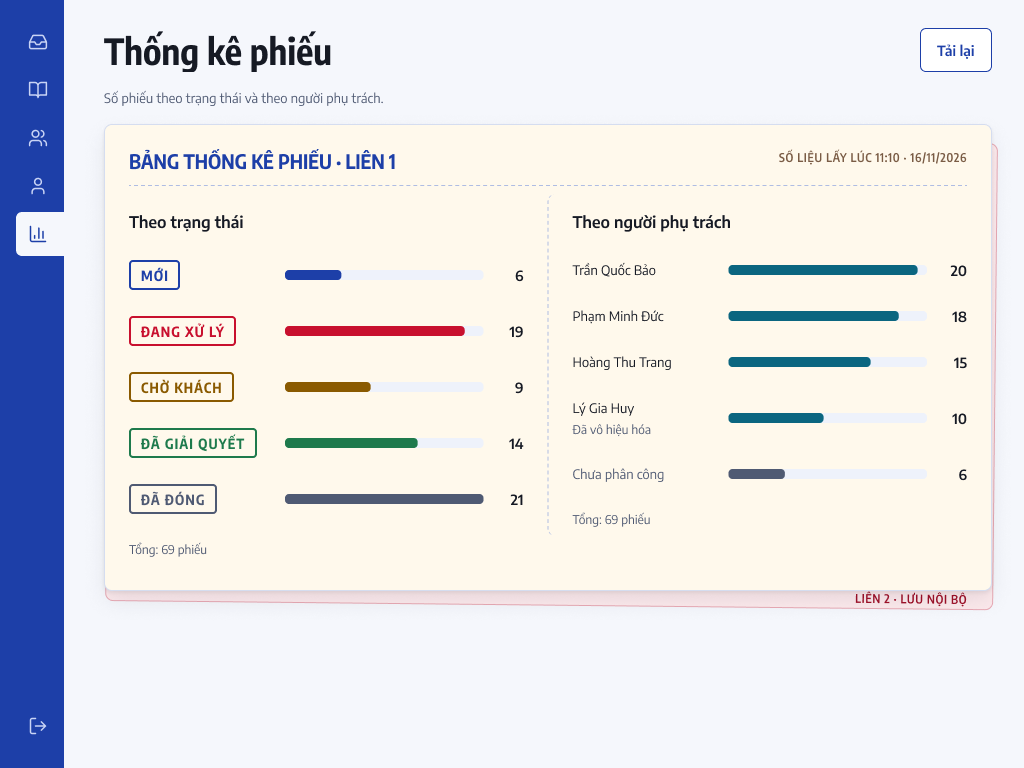 Thống kê phiếu
Tải lại
Số phiếu theo trạng thái và theo người phụ trách.
BẢNG THỐNG KÊ PHIẾU · LIÊN 1
SỐ LIỆU LẤY LÚC 11:10 · 16/11/2026
Theo trạng thái
MỚI 6
ĐANG XỬ LÝ 19
CHỜ KHÁCH 9
ĐÃ GIẢI QUYẾT 14
ĐÃ ĐÓNG 21
Tổng: 69 phiếu
Theo người phụ trách
Trần Quốc Bảo 20
Phạm Minh Đức 18
Hoàng Thu Trang 15
Lý Gia Huy 10
Đã vô hiệu hóa
Chưa phân công 6
Tổng: 69 phiếu
LIÊN 2 · LƯU NỘI BỘ